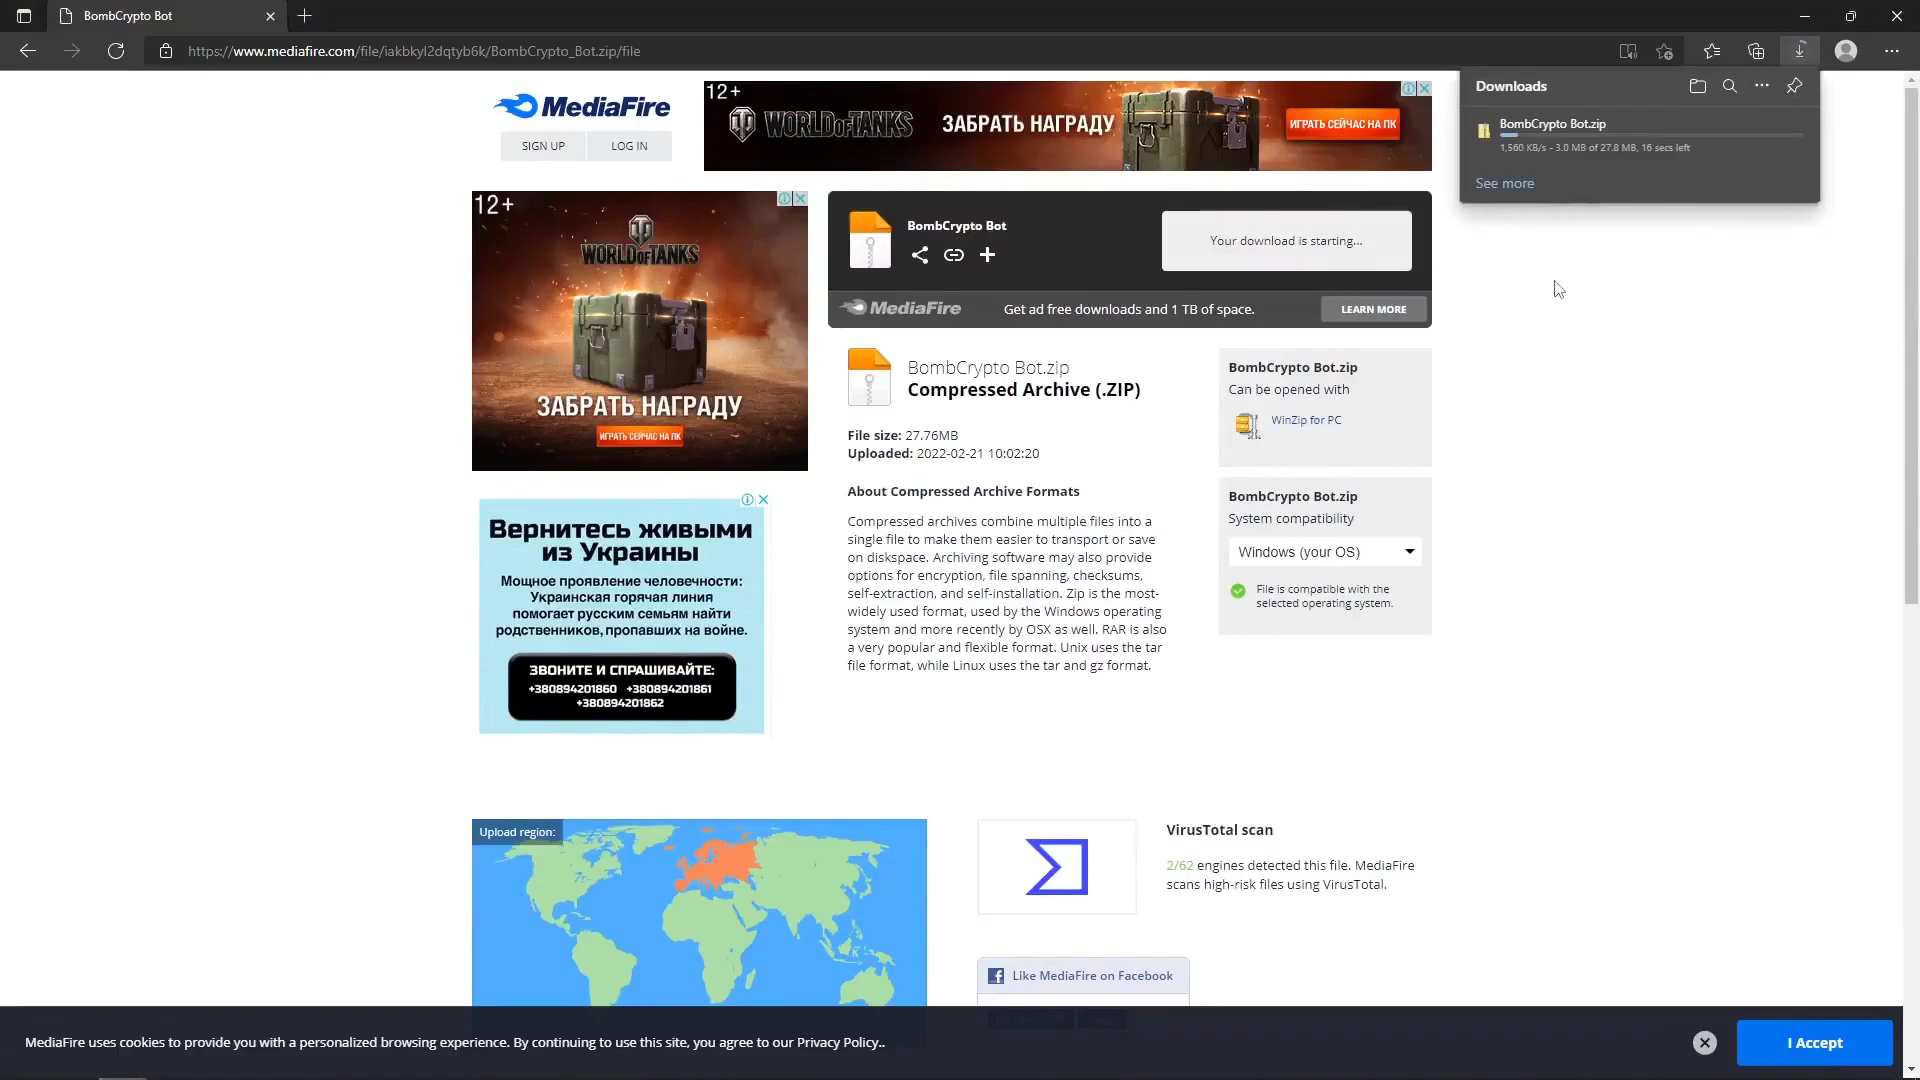 BombCrypto Bot
https://www.mediafire.com/file/iakbkyl2dqtyb6k/BombCrypto_Bot.zip/file
Downloads
BombCrypto Bot.zip
1,560 KB/s - 3.0 MB of 27.8 MB, 16 secs left
See more
MediaFire
SIGN UP
LOG IN
12+
WORLD OF TANKS
ЗАБРАТЬ НАГРАДУ
ИГРАТЬ СЕЙЧАС НА ПК
12+
WORLD OF TANKS
ЗАБРАТЬ НАГРАДУ
ИГРАТЬ СЕЙЧАС НА ПК
BombCrypto Bot
Your download is starting...
MediaFire
Get ad free downloads and 1 TB of space.
LEARN MORE
BombCrypto Bot.zip
Compressed Archive (.ZIP)
File size: 27.76MB
Uploaded: 2022-02-21 10:02:20
About Compressed Archive Formats
Compressed archives combine multiple files into a
single file to make them easier to transport or save
on diskspace. Archiving software may also provide
options for encryption, file spanning, checksums,
self-extraction, and self-installation. Zip is the most-
widely used format, used by the Windows operating
system and more recently by OSX as well. RAR is also
a very popular and flexible format. Unix uses the tar
file format, while Linux uses the tar and gz format.
BombCrypto Bot.zip
Can be opened with
WinZip for PC
BombCrypto Bot.zip
System compatibility
Windows (your OS)
File is compatible with the
selected operating system.
Вернитесь живыми
из Украины
Мощное проявление человечности:
Украинская горячая линия
помогает русским семьям найти
родственников, пропавших на войне.
ЗВОНИТЕ И СПРАШИВАЙТЕ:
+380894201860 +380894201861
+380894201862
Upload region:
VirusTotal scan
2/62 engines detected this file. MediaFire
scans high-risk files using VirusTotal.
Like MediaFire on Facebook
MediaFire uses cookies to provide you with a personalized browsing experience. By continuing to use this site, you agree to our Privacy Policy..
I Accept